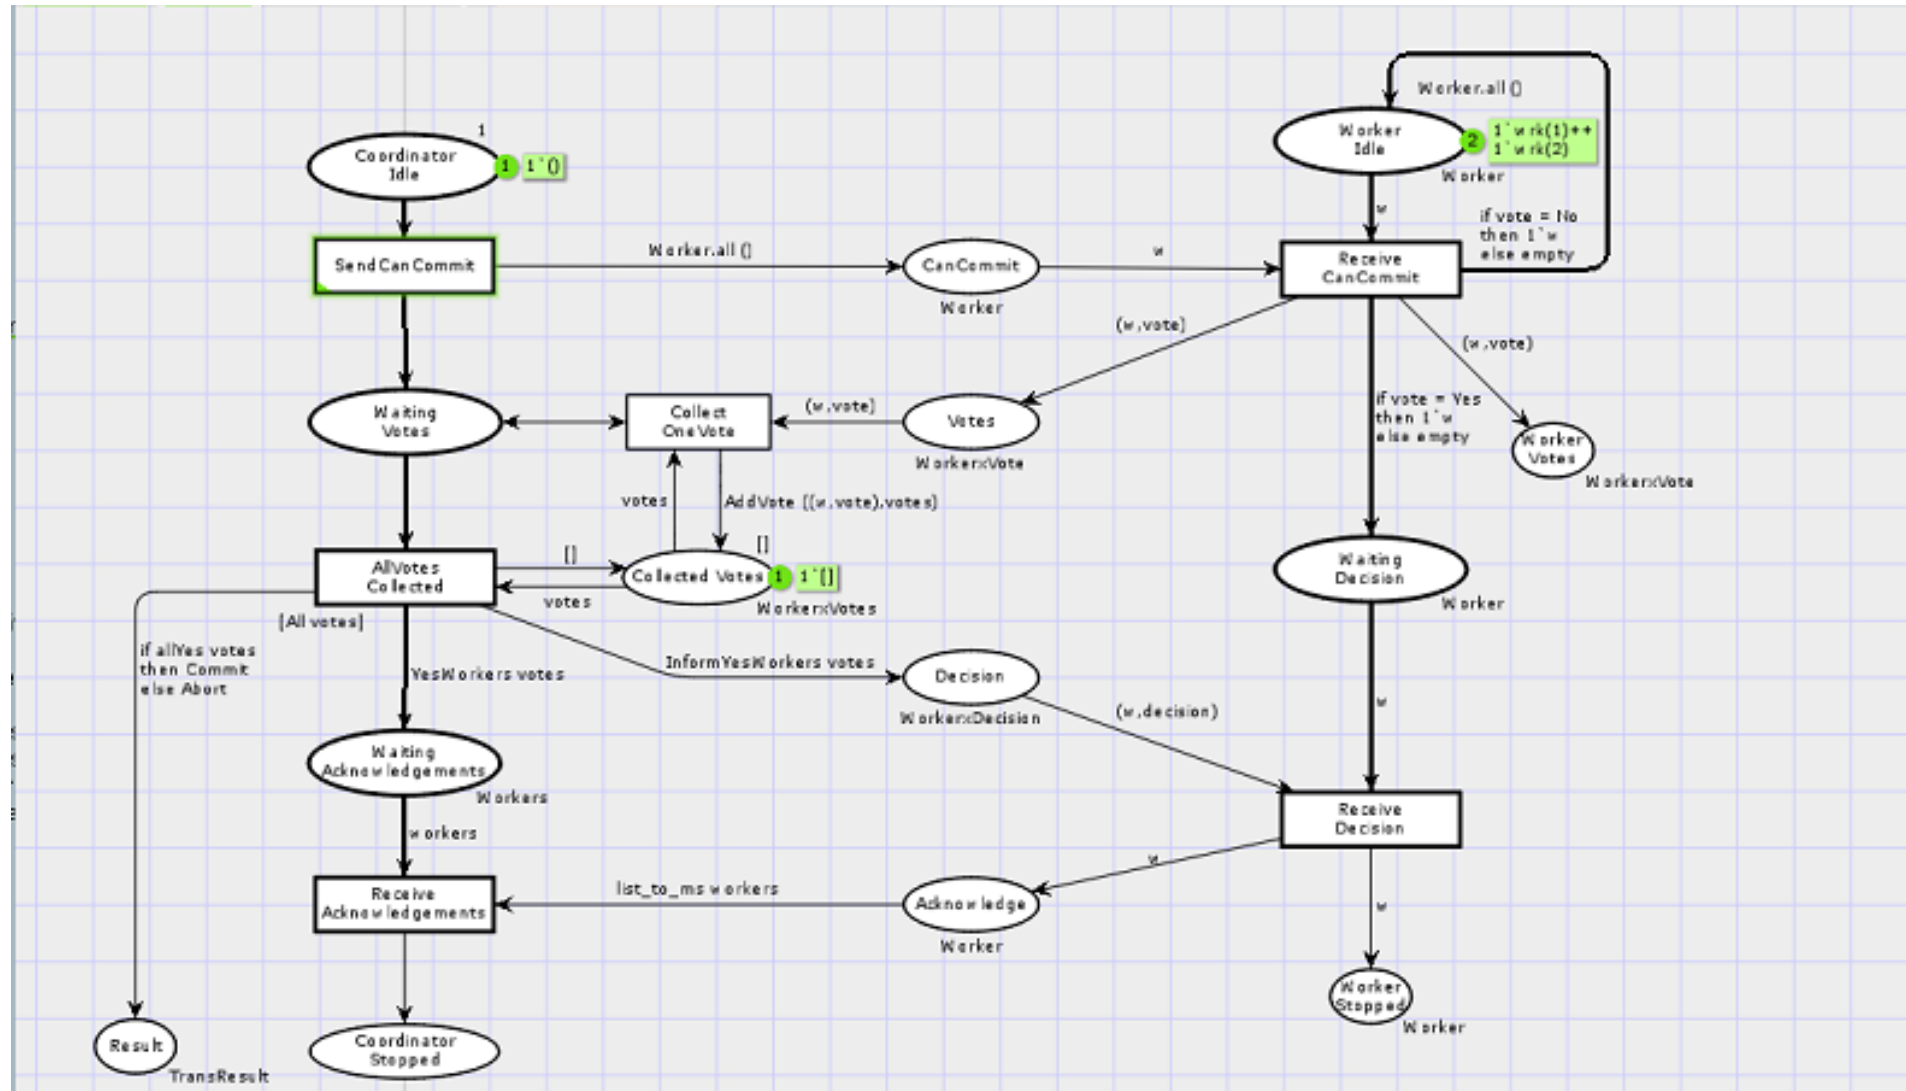 Worker.all ()
1
Coordinator
Idle
1
1`()
Worker
Idle
2
1`wrk(1)++
1`wrk(2)
Worker
w
if vote = No
then 1`w
else empty
SendCanCommit
Worker.all ()
CanCommit
Worker
w
Receive
CanCommit
(w,vote)
(w,vote)
Waiting
Votes
Collect
OneVote
(w,vote)
Votes
WorkerxVote
if vote = Yes
then 1`w
else empty
Worker
Votes
WorkerxVote
votes
AddVote ((w,vote),votes)
AllVotes
Collected
[All votes]
[]
votes
[]
Collected Votes
1
1`[]
WorkerxVotes
Waiting
Decision
Worker
if allYes votes
then Commit
else Abort
YesWorkers votes
InformYesWorkers votes
Decision
WorkerxDecision
(w,decision)
w
Waiting
Acknowledgements
Workers
workers
Receive
Decision
Receive
Acknowledgements
list_to_ms workers
w
Acknowledge
Worker
w
Worker
Stopped
Worker
Result
TransResult
Coordinator
Stopped